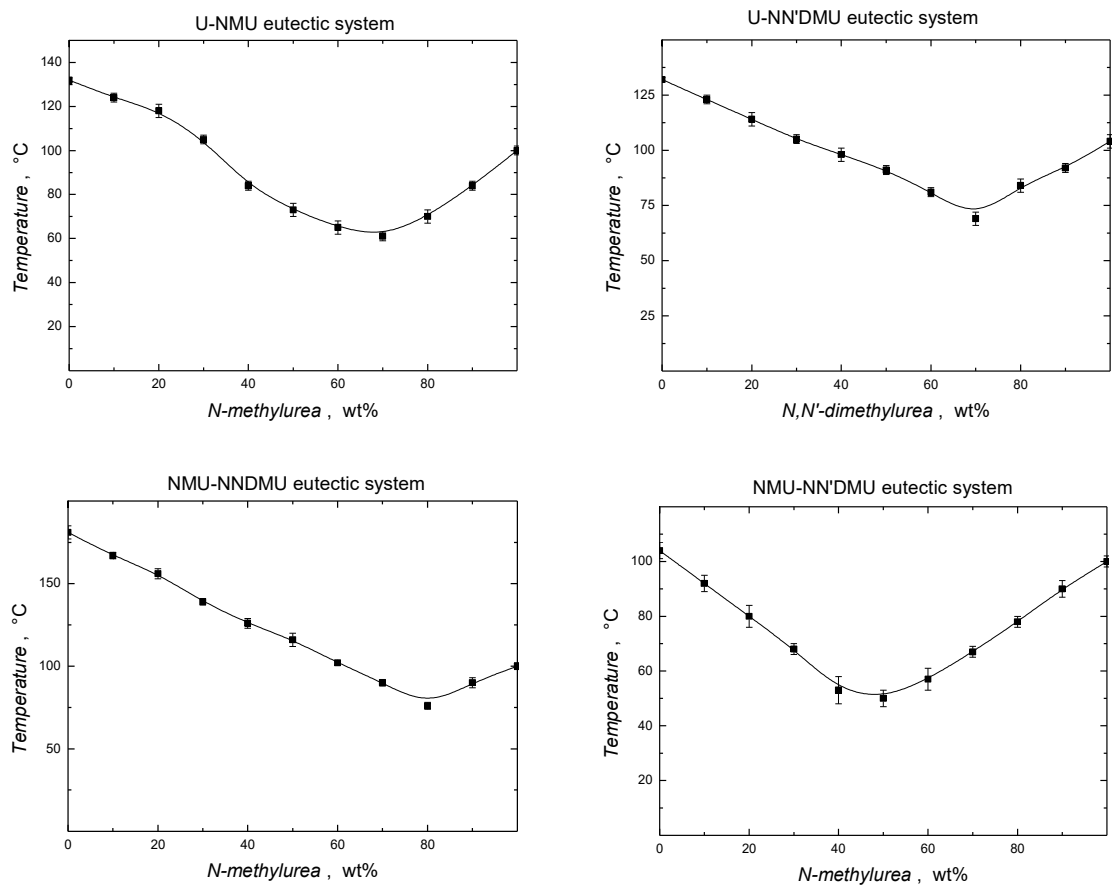 U-NMU eutectic system
140
120
100
80
60
40
20
0 20 40 60 80
Temperature , °C
N-methylurea , wt%
U-NN'DMU eutectic system
125
100
75
50
25
0 20 40 60 80
Temperature , °C
N,N'-dimethylurea , wt%
NMU-NNDMU eutectic system
150
100
50
0 20 40 60 80
Temperature , °C
N-methylurea , wt%
NMU-NN'DMU eutectic system
100
80
60
40
20
0 20 40 60 80
Temperature , °C
N-methylurea , wt%